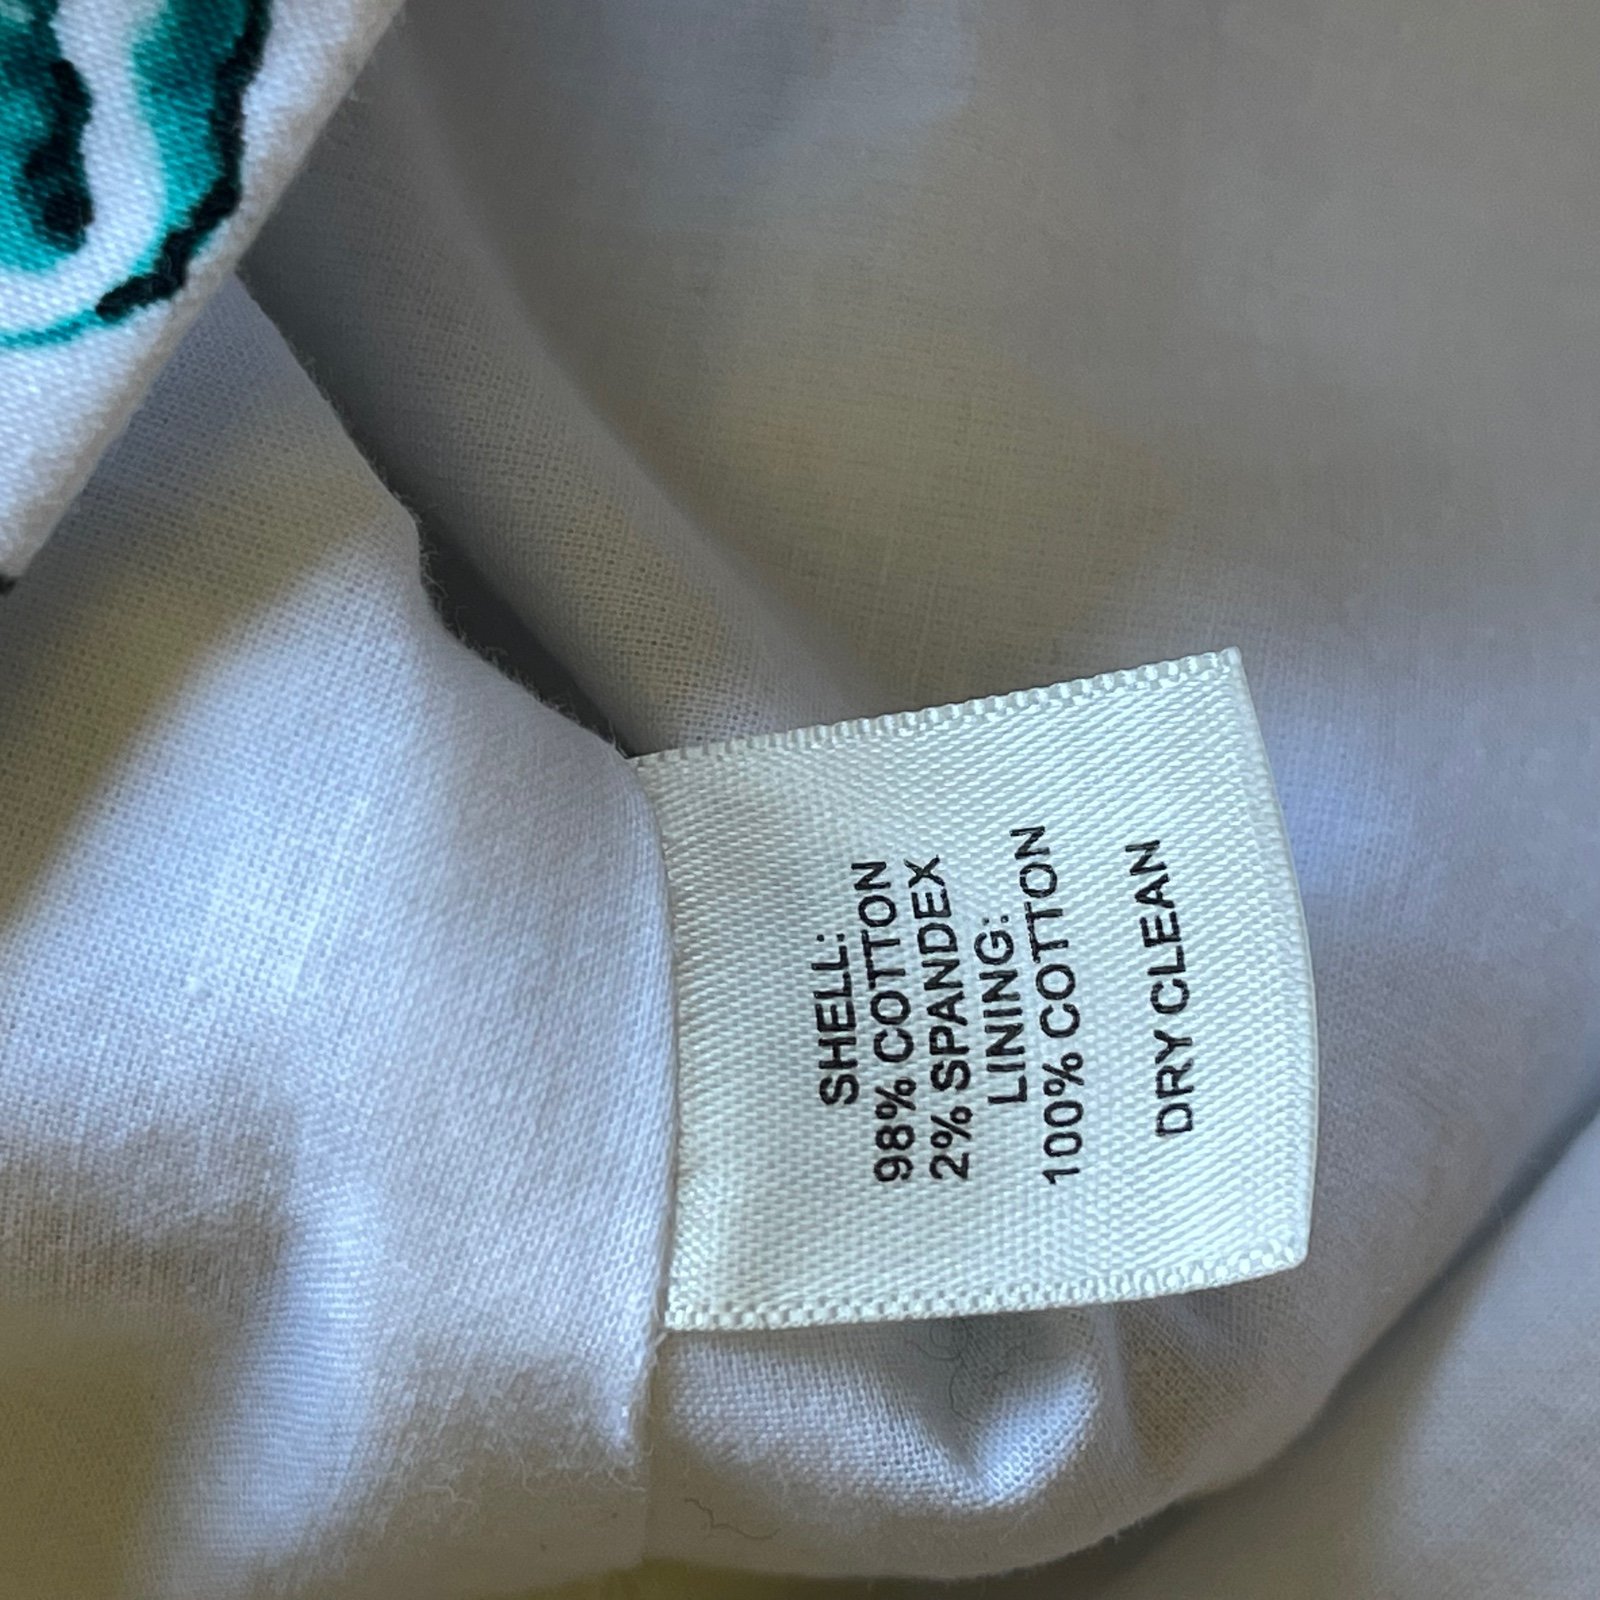 SHELL:
98% COTTON
2% SPANDEX
LINING:
100% COTTON
DRY CLEAN